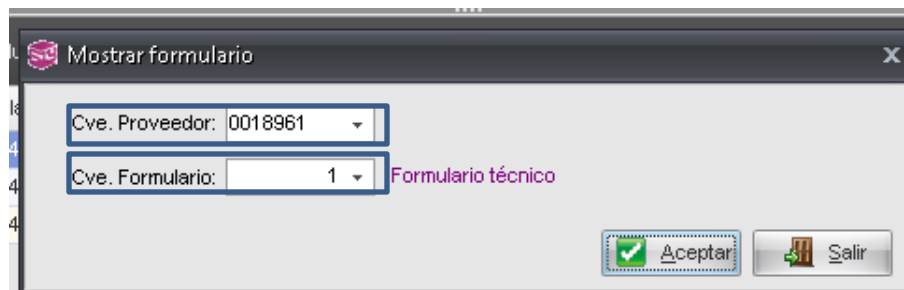 Mostrar formulario
Cve. Proveedor: 0018961
Cve. Formulario: 1 Formulario técnico
Aceptar Salir